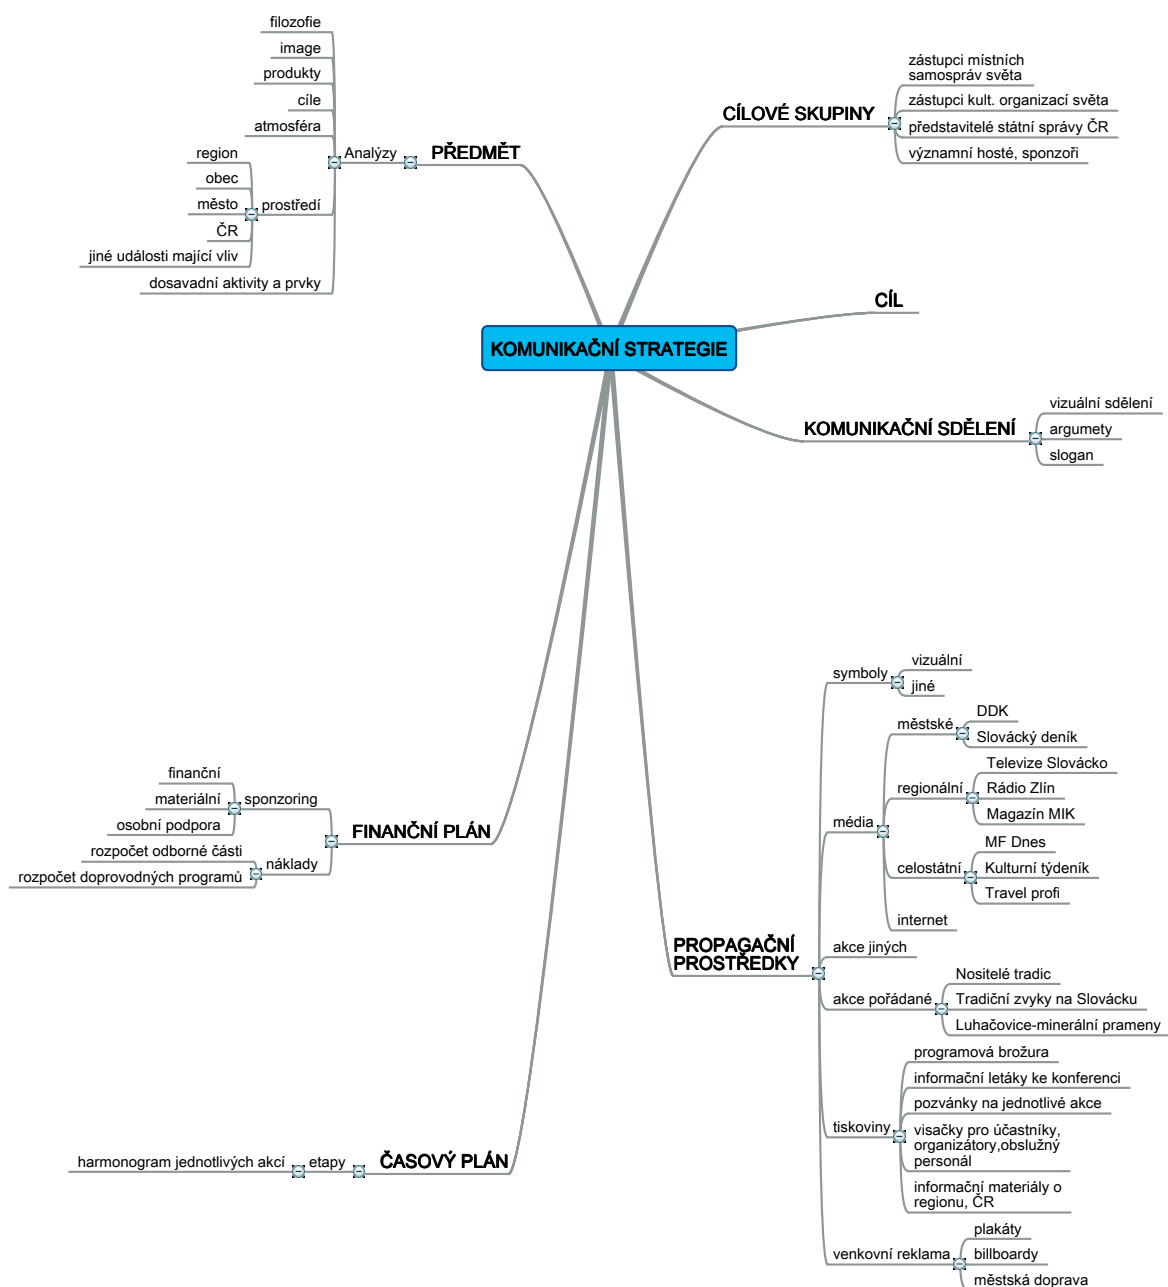 KOMUNIKAČNÍ STRATEGIE
PŘEDMĚT
Analýzy
filozofie
image
produkty
cíle
atmosféra
prostředí
region
obec
město
ČR
jiné události mající vliv
dosavadní aktivity a prvky
CÍLOVÉ SKUPINY
zástupci místních
samospráv světa
zástupci kult. organizací světa
představitelé státní správy ČR
významní hosté, sponzoři
CÍL
KOMUNIKAČNÍ SDĚLENÍ
vizuální sdělení
argumety
slogan
PROPAGAČNÍ
PROSTŘEDKY
symboly
vizuální
jiné
média
městské
DDK
Slovácký deník
regionální
Televize Slovácko
Rádio Zlín
Magazín MIK
celostátní
MF Dnes
Kulturní týdeník
Travel profi
internet
akce jiných
akce pořádané
Nositelé tradic
Tradiční zvyky na Slovácku
Luhačovice-minerální prameny
tiskoviny
programová brožura
informační letáky ke konferenci
pozvánky na jednotlivé akce
visačky pro účastníky,
organizátory,obslužný
personál
informační materiály o
regionu, ČR
venkovní reklama
plakáty
billboardy
městská doprava
FINANČNÍ PLÁN
sponzoring
finanční
materiální
osobní podpora
náklady
rozpočet odborné části
rozpočet doprovodných programů
ČASOVÝ PLÁN
etapy
harmonogram jednotlivých akcí